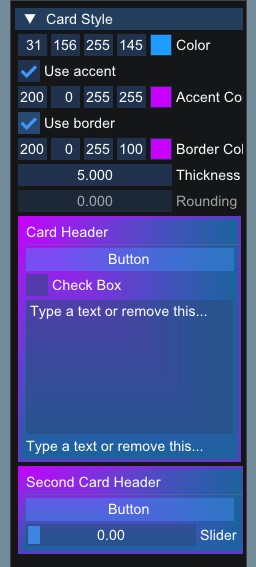 Card Style
31 156 255 145 Color
Use accent
200 0 255 255 Accent Co
Use border
200 0 255 100 Border Col
5.000 Thickness
0.000 Rounding
Card Header
Button
Check Box
Type a text or remove this...
Type a text or remove this...
Second Card Header
Button
0.00 Slider